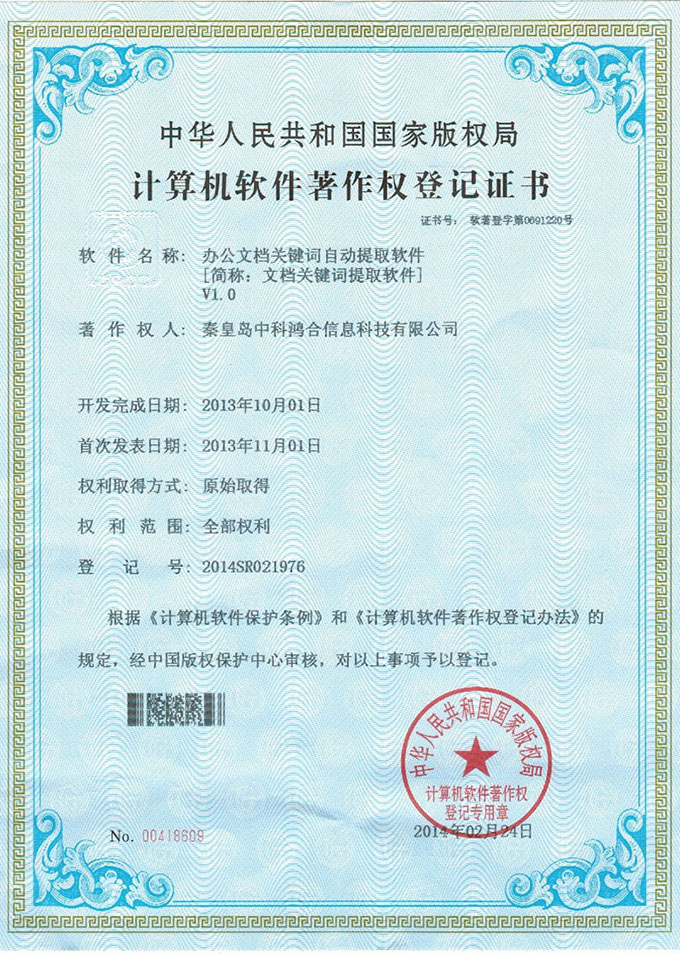 中华人民共和国国家版权局
计算机软件著作权登记证书
证书号： 软著登字第0691220号
软件名称： 办公文档关键词自动提取软件
[简称：文档关键词提取软件]
V1.0
著作权人： 秦皇岛中科鸿合信息科技有限公司
开发完成日期： 2013年10月01日
首次发表日期： 2013年11月01日
权利取得方式： 原始取得
权利范围： 全部权利
登记号： 2014SR021976
根据《计算机软件保护条例》和《计算机软件著作权登记办法》的
规定，经中国版权保护中心审核，对以上事项予以登记。
中华人民共和国国家版权局
计算机软件著作权
登记专用章
No. 00418609
2014年02月24日